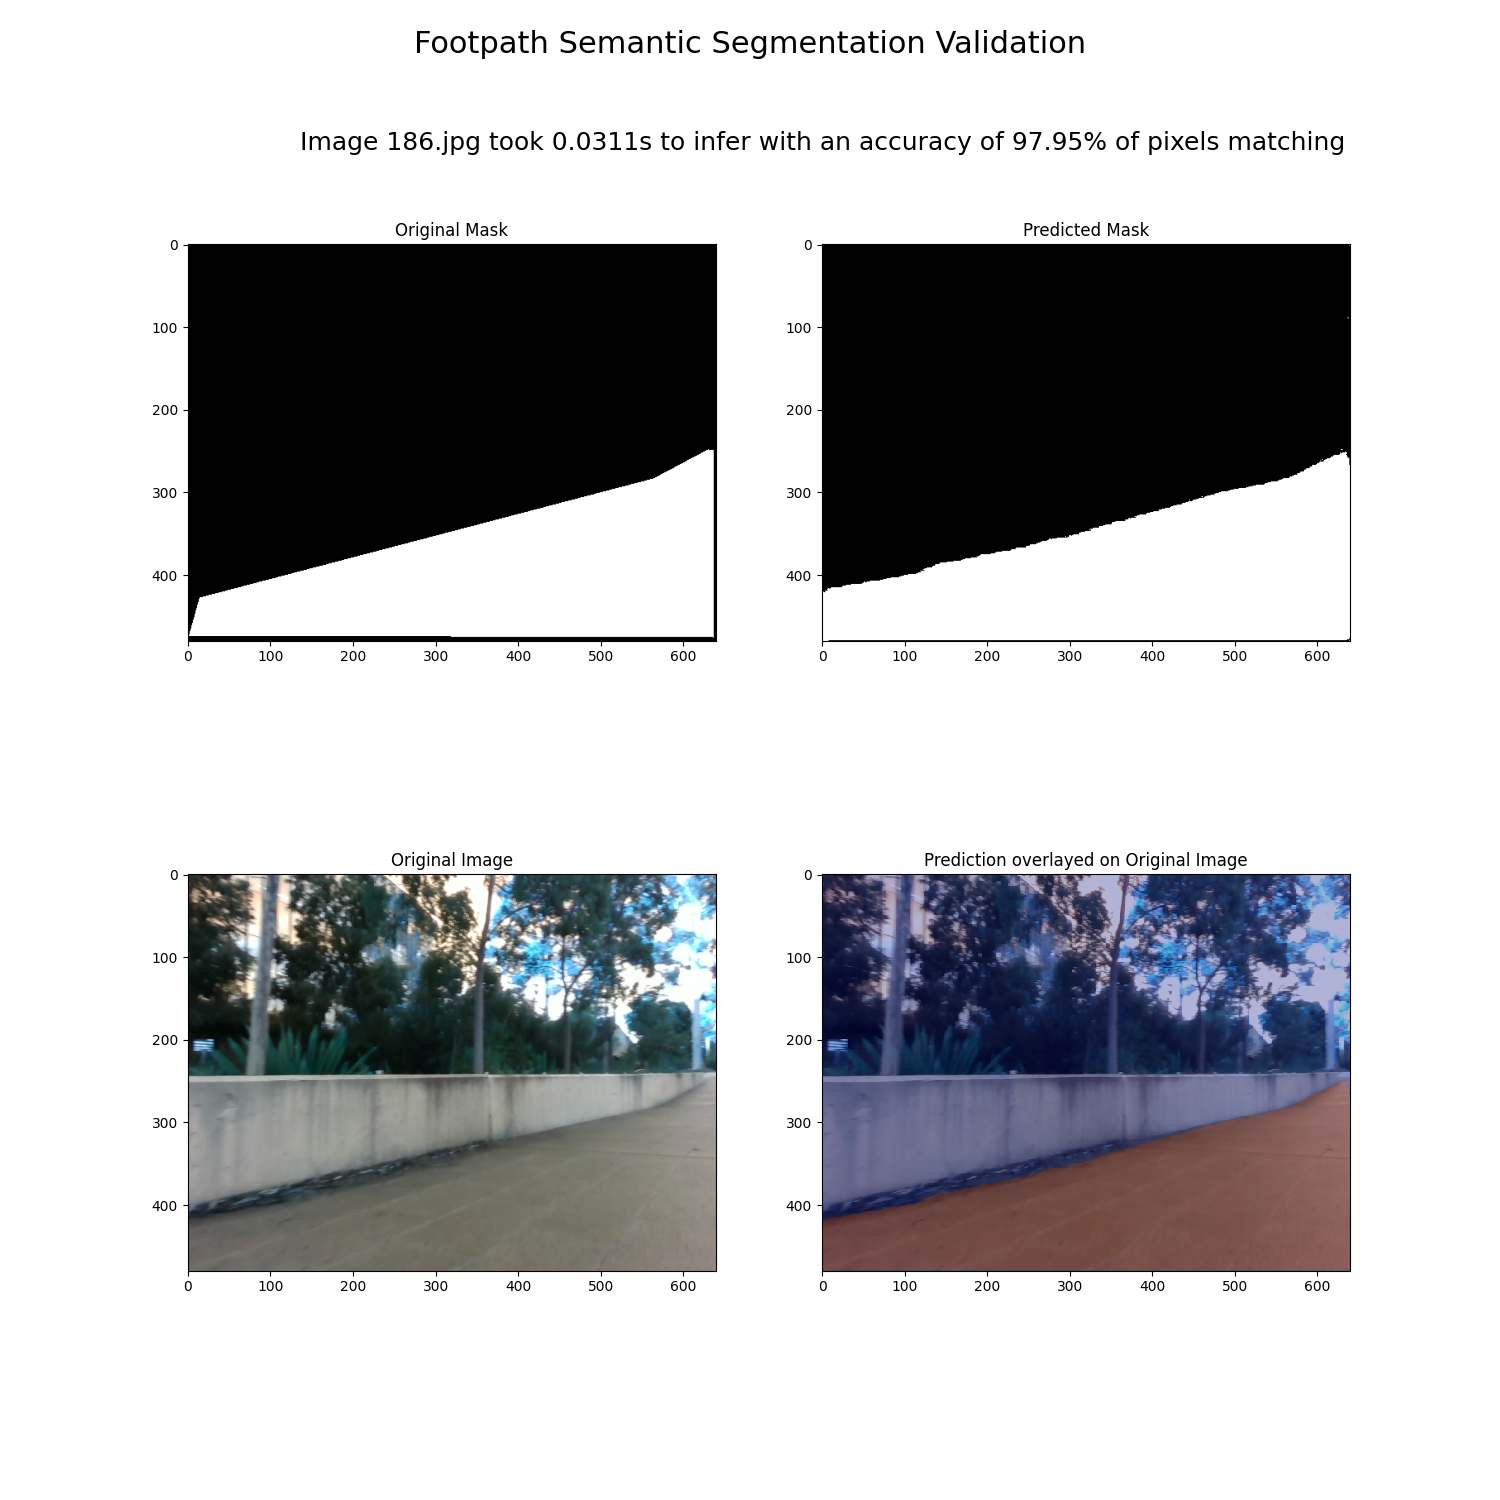 Footpath Semantic Segmentation Validation
Image 186.jpg took 0.0311s to infer with an accuracy of 97.95% of pixels matching
Original Mask
0
100
200
300
400
0 100 200 300 400 500 600
Predicted Mask
0
100
200
300
400
0 100 200 300 400 500 600
Original Image
0
100
200
300
400
0 100 200 300 400 500 600
Prediction overlayed on Original Image
0
100
200
300
400
0 100 200 300 400 500 600